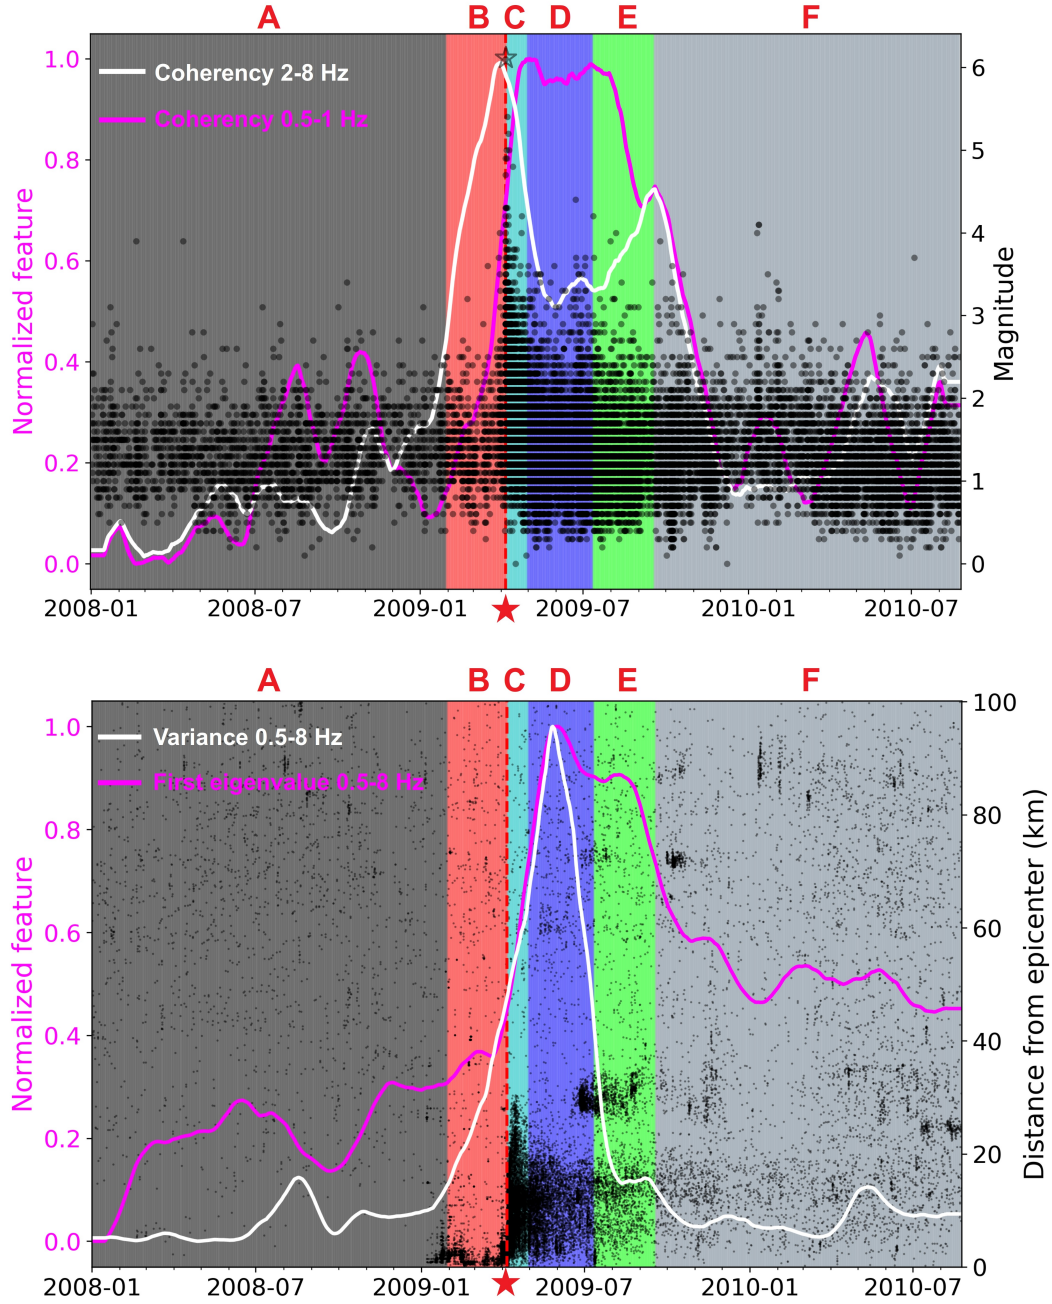 A B C D E F
1.0
0.8
0.6
0.4
0.2
0.0
Normalized feature
Coherency 2-8 Hz
Coherency 0.5-1 Hz
6
5
4
3
2
1
0
Magnitude
2008-01 2008-07 2009-01 2009-07 2010-01 2010-07
A B C D E F
1.0
0.8
0.6
0.4
0.2
0.0
Normalized feature
Variance 0.5-8 Hz
First eigenvalue 0.5-8 Hz
100
80
60
40
20
0
Distance from epicenter (km)
2008-01 2008-07 2009-01 2009-07 2010-01 2010-07